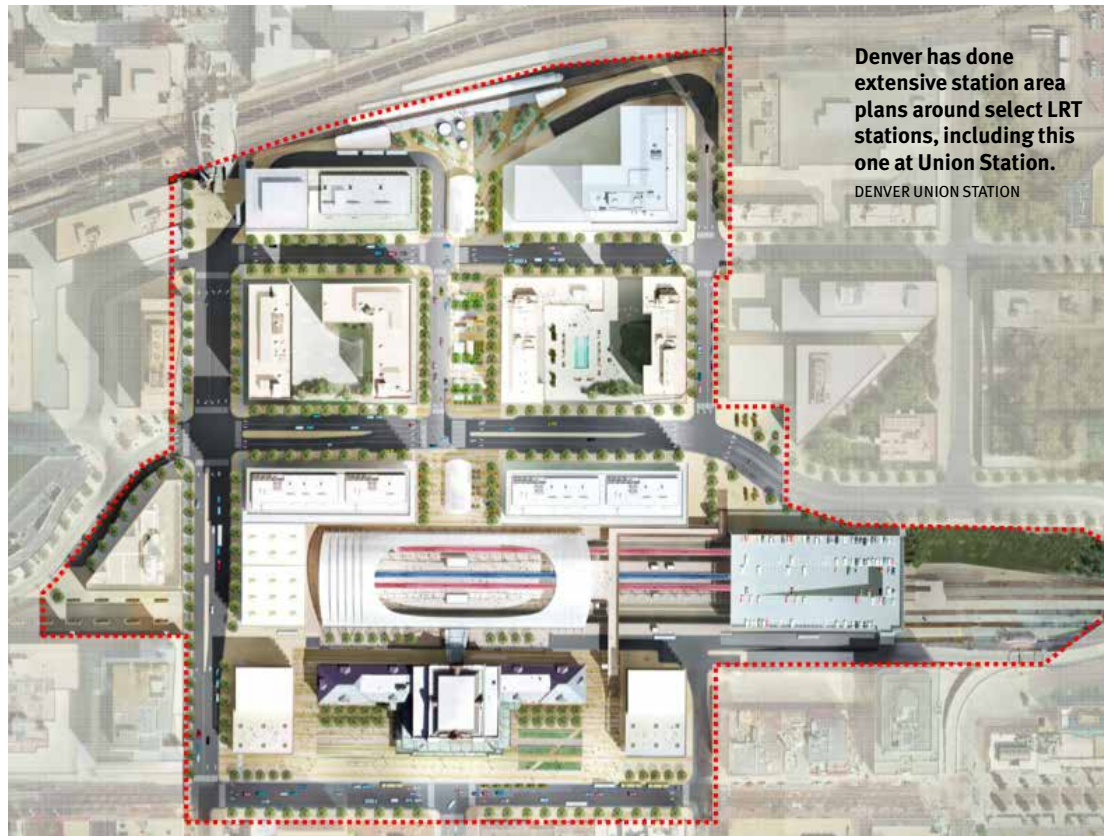 Denver has done
extensive station area
plans around select LRT
stations, including this
one at Union Station.
DENVER UNION STATION